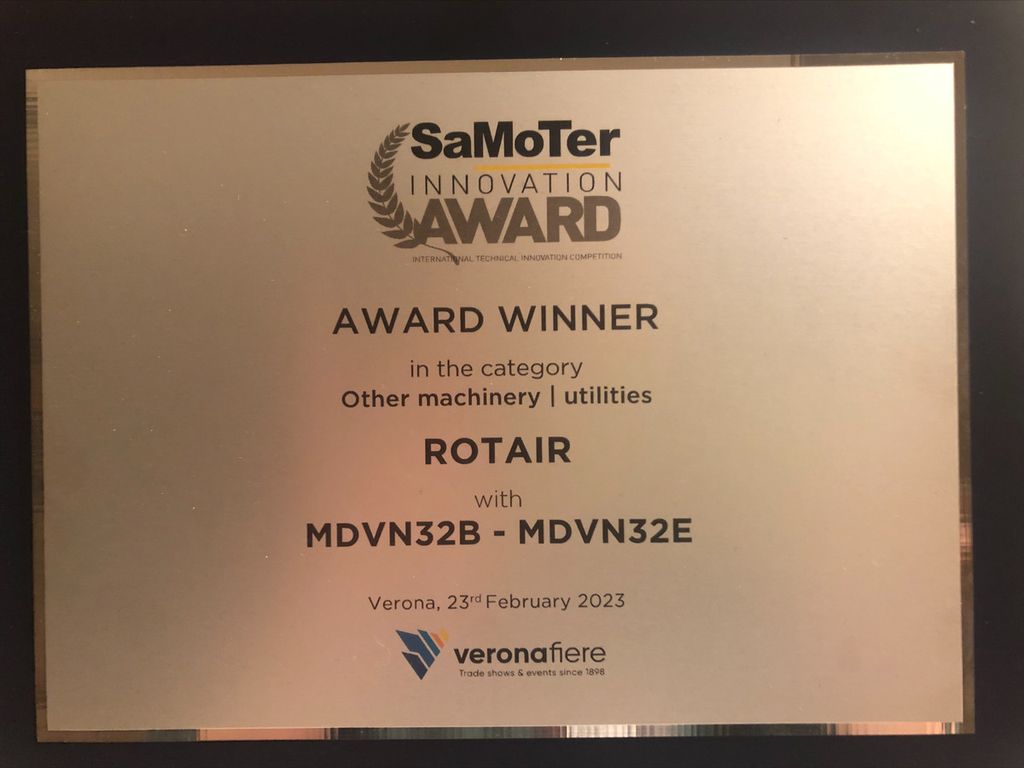 SaMoTer
INNOVATION
AWARD
INTERNATIONAL TECHNICAL INNOVATION COMPETITION
AWARD WINNER
in the category
Other machinery | utilities
ROTAIR
with
MDVN32B - MDVN32E
Verona, 23rd February 2023
veronafiere
Trade shows & events since 1898